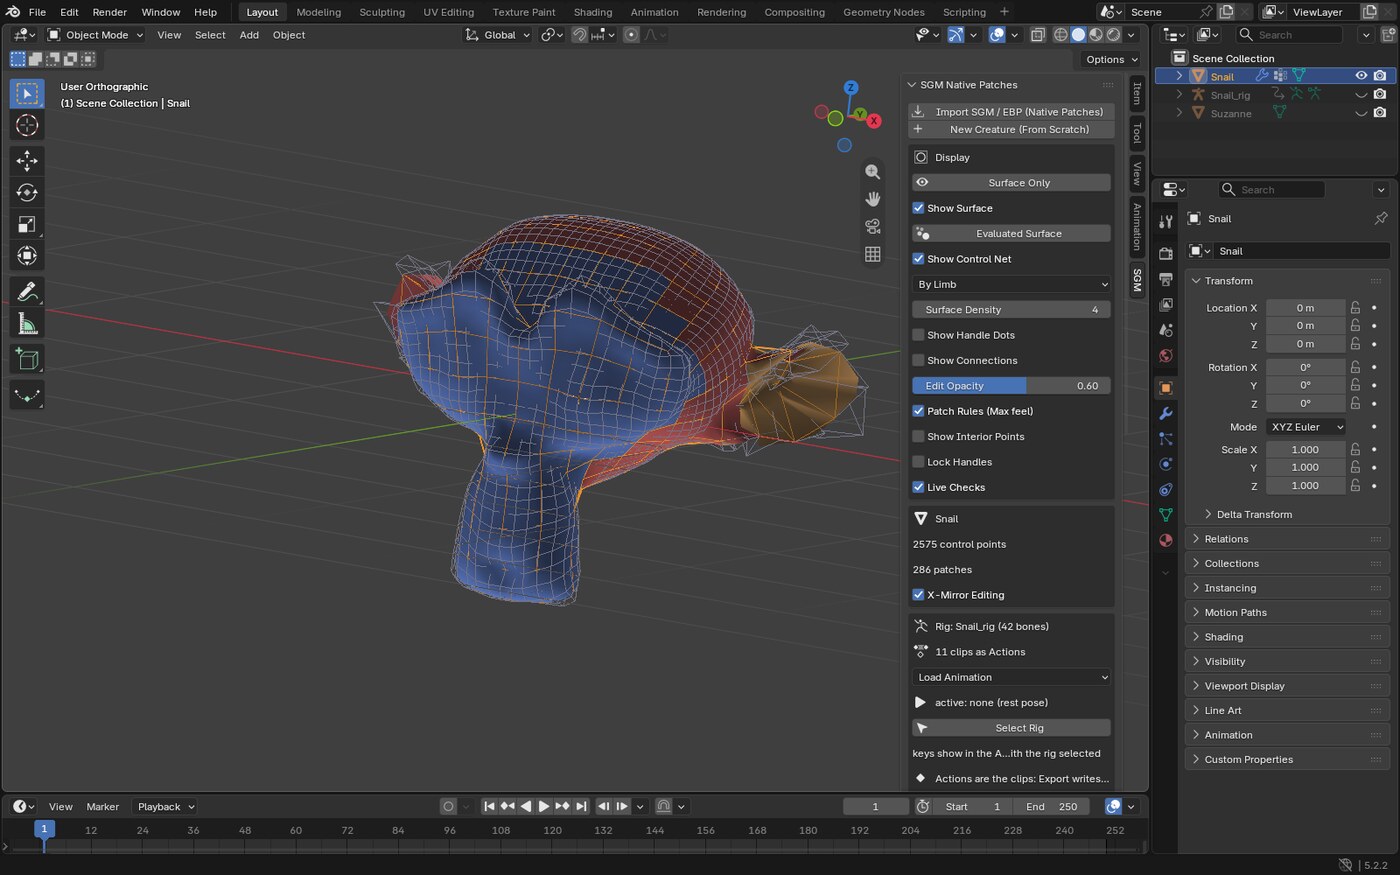 File Edit Render Window Help Layout Modeling Sculpting UV Editing Texture Paint Shading Animation Rendering Compositing Geometry Nodes Scripting + Scene ViewLayer
Object Mode View Select Add Object Global Search
Options
User Orthographic
(1) Scene Collection | Snail
Z
Y
X
SGM Native Patches
Import SGM / EBP (Native Patches)
New Creature (From Scratch)
Display
Surface Only
Show Surface
Evaluated Surface
Show Control Net
By Limb
Surface Density 4
Show Handle Dots
Show Connections
Edit Opacity 0.60
Patch Rules (Max feel)
Show Interior Points
Lock Handles
Live Checks
Snail
2575 control points
286 patches
X-Mirror Editing
Rig: Snail_rig (42 bones)
11 clips as Actions
Load Animation
active: none (rest pose)
Select Rig
keys show in the A...ith the rig selected
Actions are the clips: Export writes...
Item
Tool
View
Animation
SGM
Scene Collection
Snail
Snail_rig
Suzanne
Search
Snail
Snail
Transform
Location X 0 m
Y 0 m
Z 0 m
Rotation X 0°
Y 0°
Z 0°
Mode XYZ Euler
Scale X 1.000
Y 1.000
Z 1.000
Delta Transform
Relations
Collections
Instancing
Motion Paths
Shading
Visibility
Viewport Display
Line Art
Animation
Custom Properties
View Marker Playback 1 Start 1 End 250
1 12 24 36 48 60 72 84 96 108 120 132 144 156 168 180 192 204 216 228 240 252
5.2.2